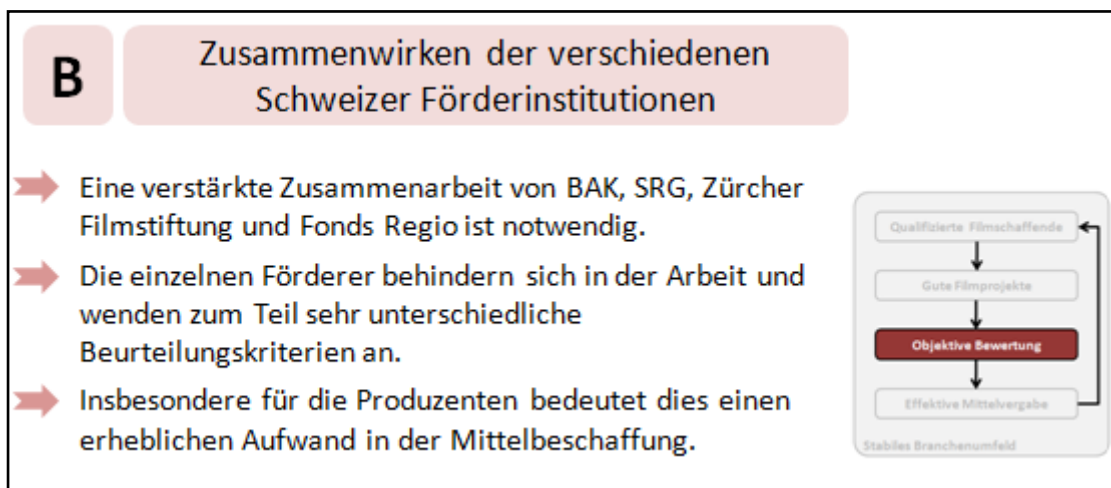 B
Zusammenwirken der verschiedenen
Schweizer Förderinstitutionen
Eine verstärkte Zusammenarbeit von BAK, SRG, Zürcher
Filmstiftung und Fonds Regio ist notwendig.
Die einzelnen Förderer behindern sich in der Arbeit und
wenden zum Teil sehr unterschiedliche
Beurteilungskriterien an.
Insbesondere für die Produzenten bedeutet dies einen
erheblichen Aufwand in der Mittelbeschaffung.
Qualifizierte Filmschaffende
Gute Filmprojekte
Objektive Bewertung
Effektive Mittelvergabe
Stabiles Branchenumfeld